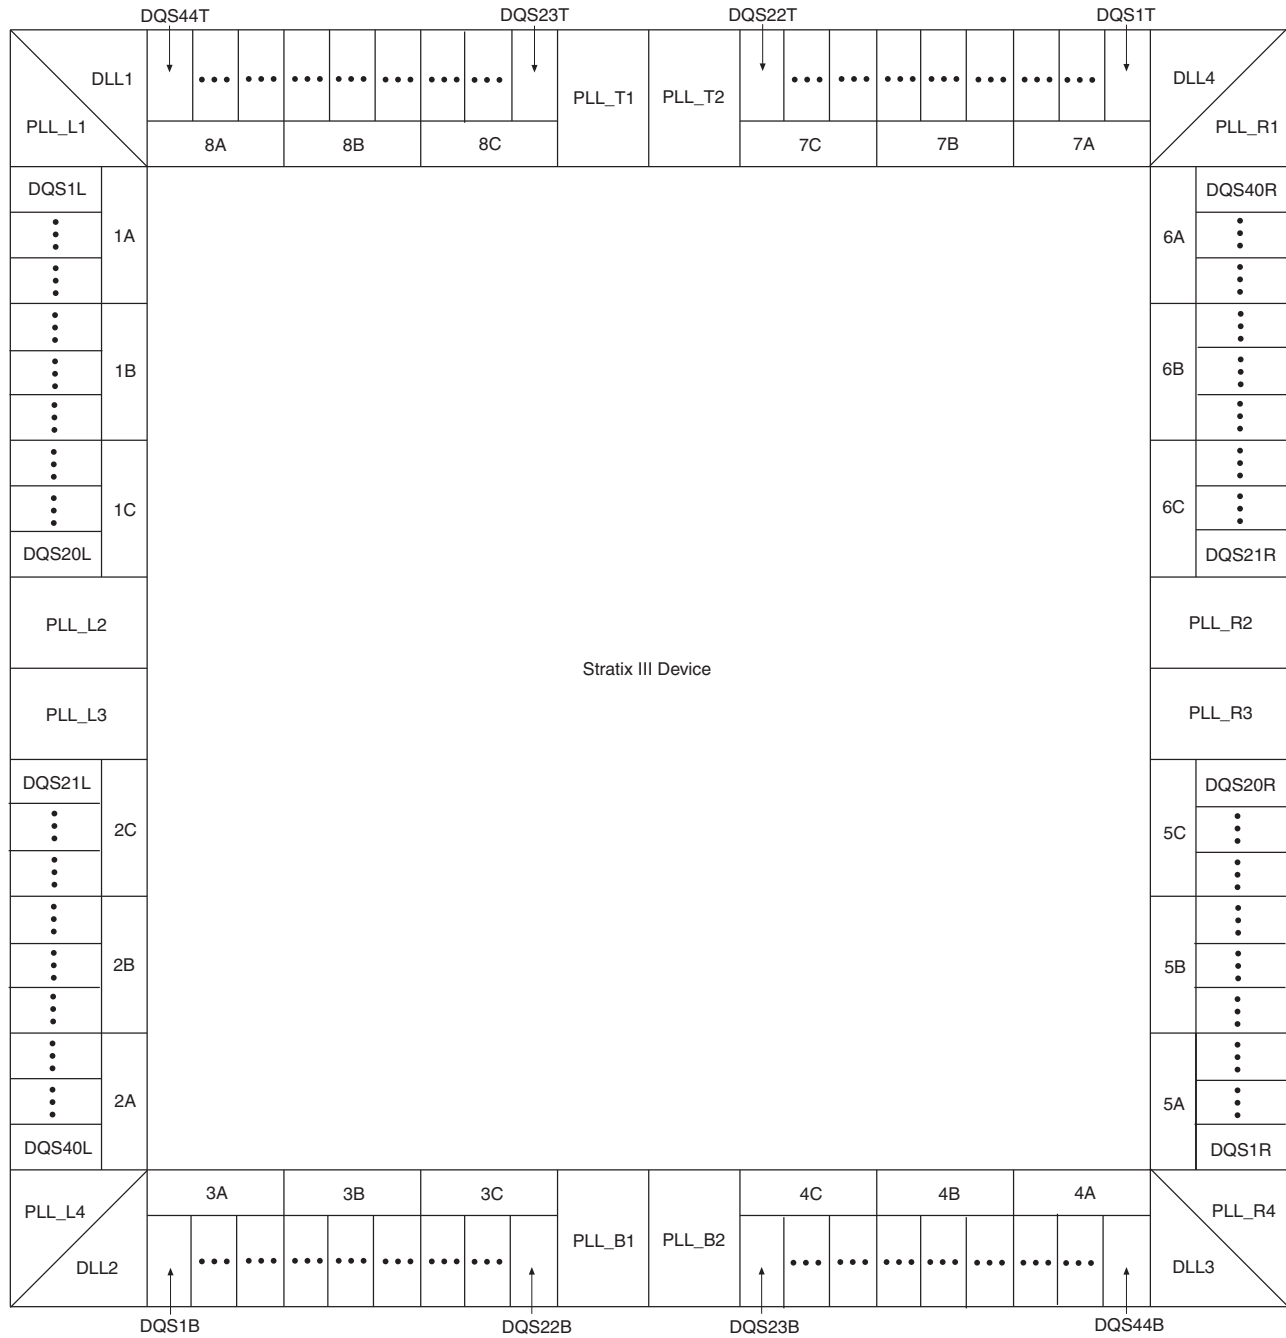 DQS44T
DQS23T
DQS22T
DQS1T
DLL1
PLL_L1
8A
8B
8C
PLL_T1
PLL_T2
7C
7B
7A
DLL4
PLL_R1
DQS1L
1A
1B
1C
DQS20L
PLL_L2
PLL_L3
DQS21L
2C
2B
2A
DQS40L
Stratix III Device
DQS40R
6A
6B
6C
DQS21R
PLL_R2
PLL_R3
DQS20R
5C
5B
5A
DQS1R
PLL_L4
DLL2
3A
3B
3C
PLL_B1
PLL_B2
4C
4B
4A
PLL_R4
DLL3
DQS1B
DQS22B
DQS23B
DQS44B